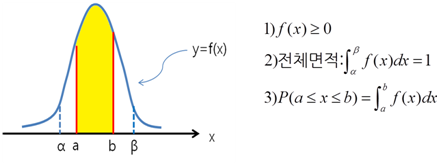 y=f(x)
α a b β x
1) f(x) ≥ 0
2)전체면적:∫_α^β f(x)dx = 1
3)P(a ≤ x ≤ b) = ∫_a^b f(x)dx